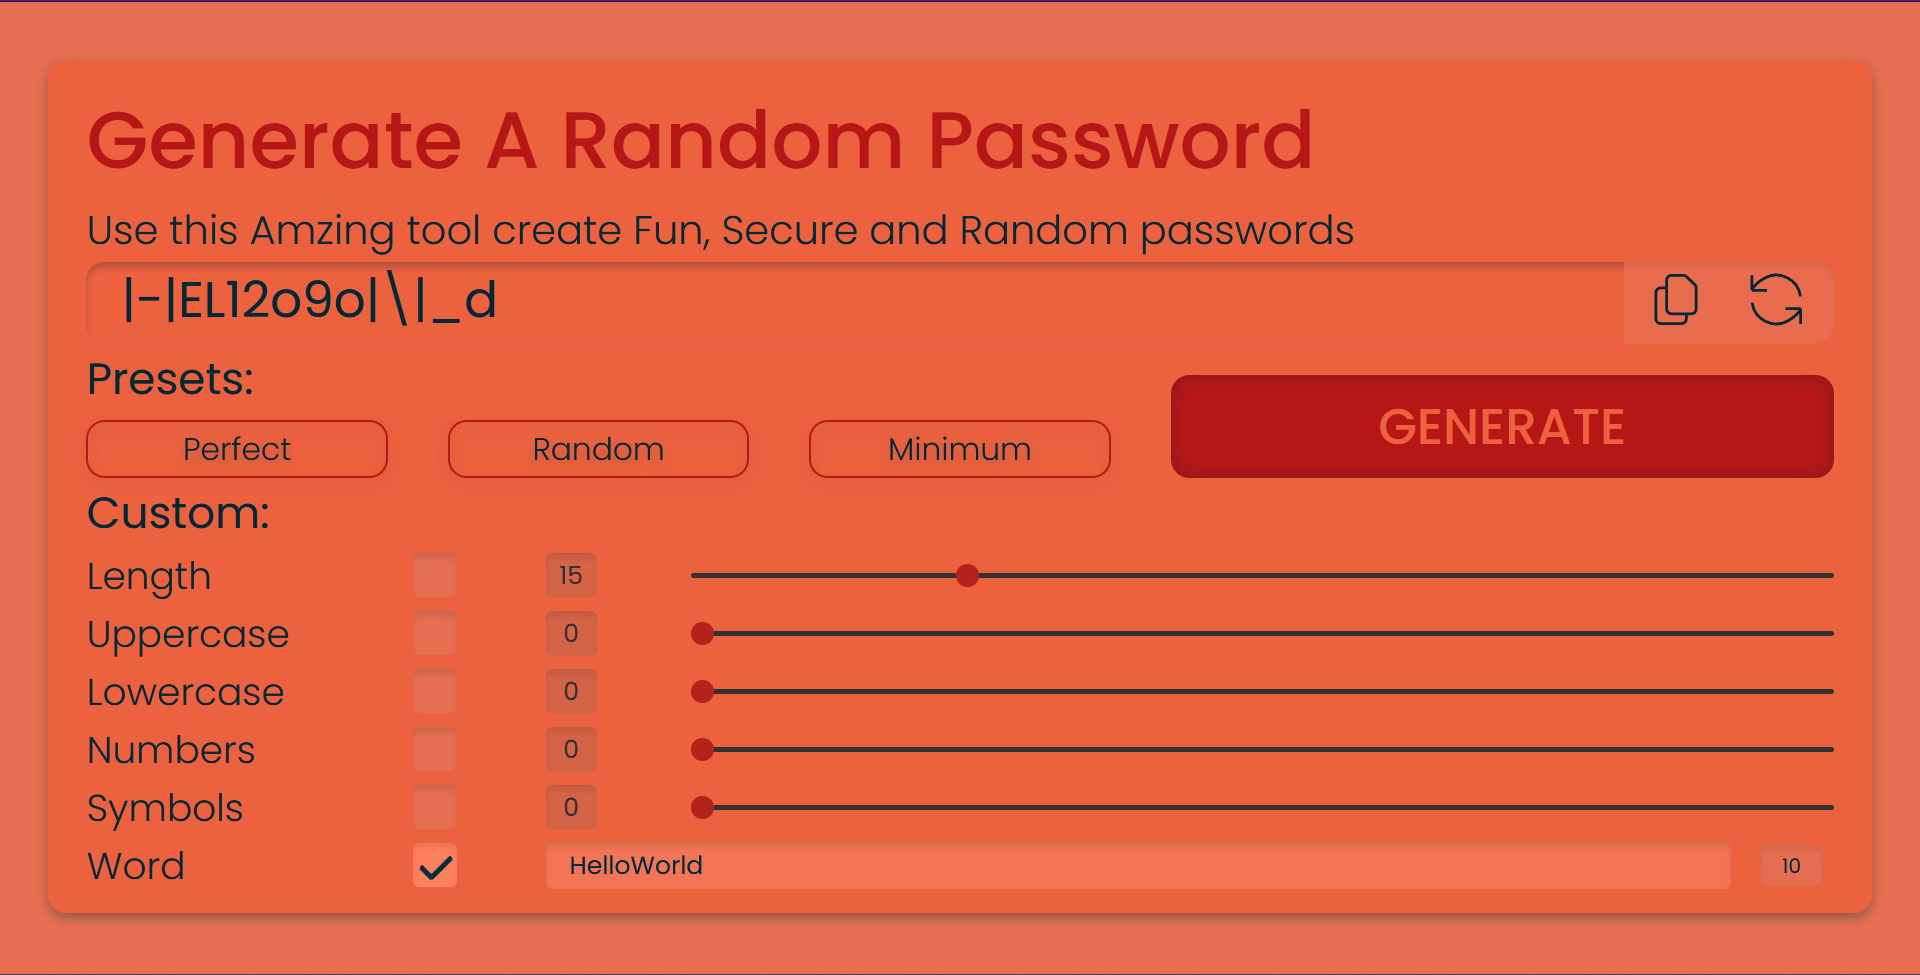 Generate A Random Password
Use this Amzing tool create Fun, Secure and Random passwords
|-|EL12o9o|\|_d
Presets:
Perfect Random Minimum GENERATE
Custom:
Length 15
Uppercase 0
Lowercase 0
Numbers 0
Symbols 0
Word HelloWorld 10